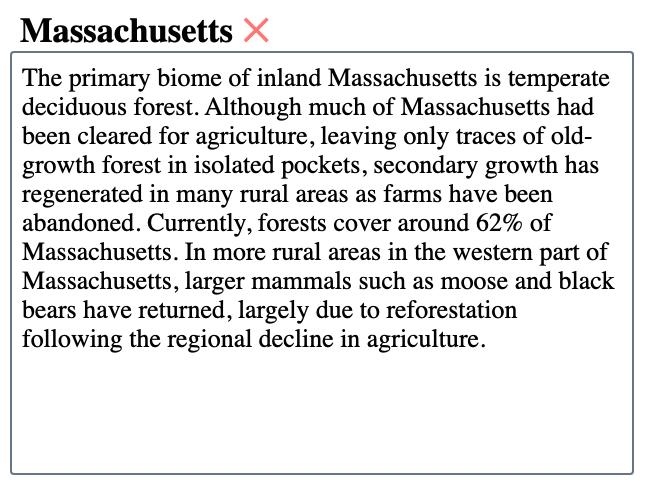 Massachusetts
The primary biome of inland Massachusetts is temperate
deciduous forest. Although much of Massachusetts had
been cleared for agriculture, leaving only traces of old-
growth forest in isolated pockets, secondary growth has
regenerated in many rural areas as farms have been
abandoned. Currently, forests cover around 62% of
Massachusetts. In more rural areas in the western part of
Massachusetts, larger mammals such as moose and black
bears have returned, largely due to reforestation
following the regional decline in agriculture.